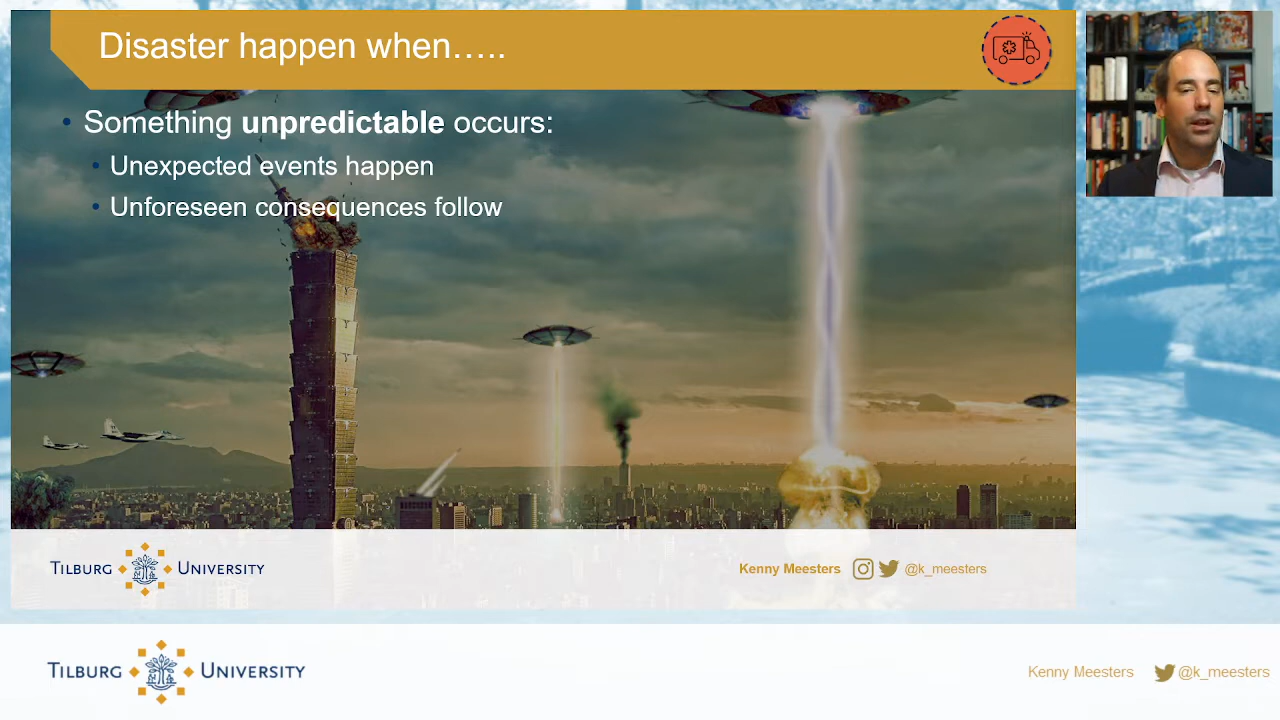 Disaster happen when…..
• Something unpredictable occurs:
• Unexpected events happen
• Unforeseen consequences follow
TILBURG UNIVERSITY
Kenny Meesters @k_meesters
TILBURG UNIVERSITY
Kenny Meesters @k_meesters